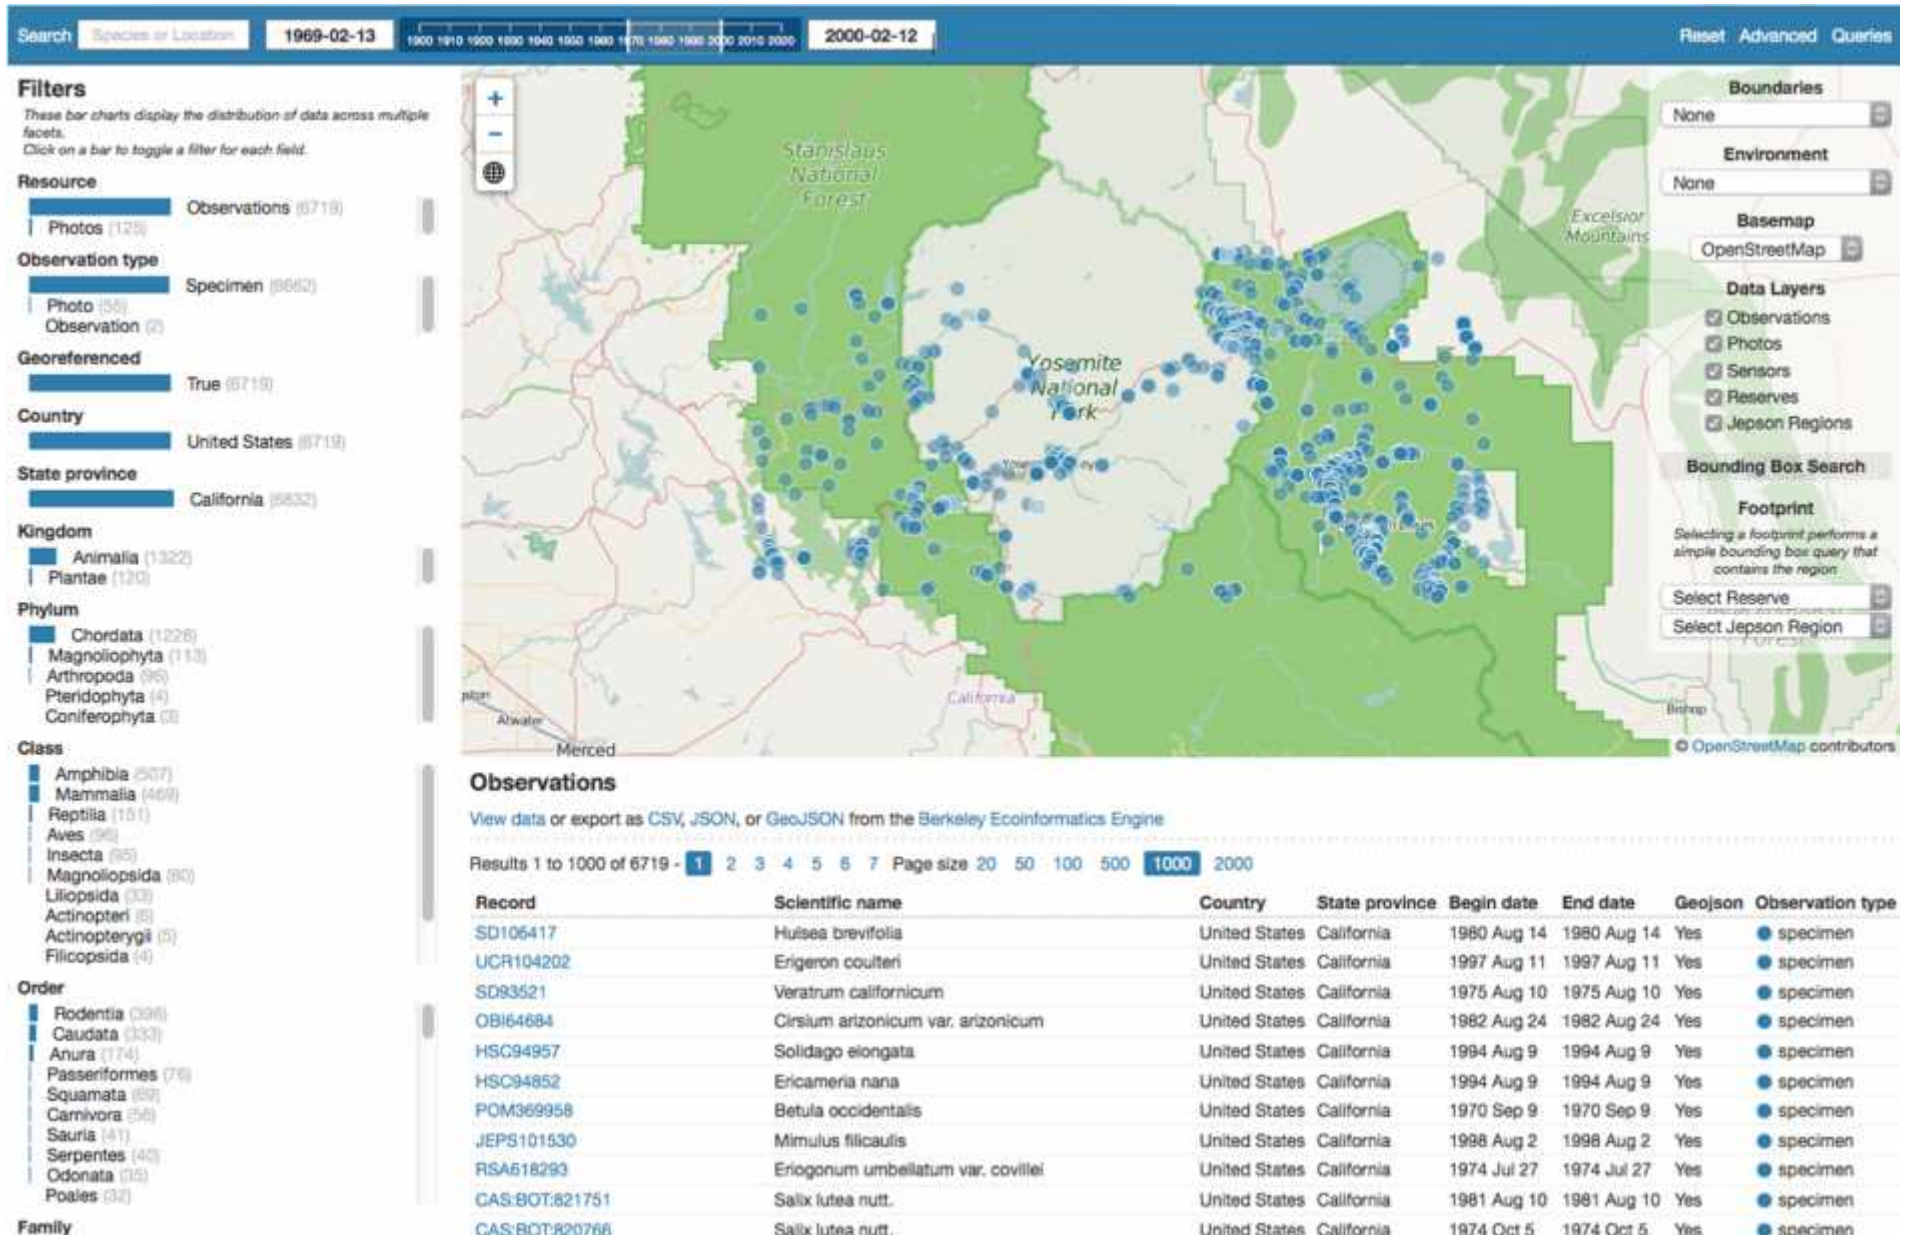 Search Species or Location 1969-02-13 2000-02-12 Reset Advanced Queries
Filters
These bar charts display the distribution of data across multiple
facets.
Click on a bar to toggle a filter for each field.
Resource
Observations (6719)
Photos (125)
Observation type
Specimen (6662)
Photo (55)
Observation (2)
Georeferenced
True (6719)
Country
United States (6719)
State province
California (6632)
Kingdom
Animalia (1322)
Plantae (120)
Phylum
Chordata (1226)
Magnoliophyta (113)
Arthropoda (96)
Pteridophyta (4)
Coniferophyta (3)
Class
Amphibia (507)
Mammalia (469)
Reptilia (151)
Aves (96)
Insecta (95)
Magnoliopsida (80)
Liliopsida (33)
Actinopteri (6)
Actinopterygii (5)
Filicopsida (4)
Order
Rodentia (396)
Caudata (333)
Anura (174)
Passeriformes (76)
Squamata (69)
Carnivora (56)
Sauria (41)
Serpentes (40)
Odonata (35)
Poales (32)
Family
+
−
Stanislaus
National
Forest
Yosemite
National
Park
Excelsior
Mountains
California
Atwater
Merced
Bishop
Boundaries
None
Environment
None
Basemap
OpenStreetMap
Data Layers
Observations
Photos
Sensors
Reserves
Jepson Regions
Bounding Box Search
Footprint
Selecting a footprint performs a
simple bounding box query that
contains the region
Select Reserve
Select Jepson Region
© OpenStreetMap contributors
Observations
View data or export as CSV, JSON, or GeoJSON from the Berkeley Ecoinformatics Engine
Results 1 to 1000 of 6719 - 1 2 3 4 5 6 7 Page size 20 50 100 500 1000 2000
Record Scientific name Country State province Begin date End date Geojson Observation type
SD106417 Hulsea brevifolia United States California 1980 Aug 14 1980 Aug 14 Yes specimen
UCR104202 Erigeron coulteri United States California 1997 Aug 11 1997 Aug 11 Yes specimen
SD93521 Veratrum californicum United States California 1975 Aug 10 1975 Aug 10 Yes specimen
OBI64684 Cirsium arizonicum var. arizonicum United States California 1982 Aug 24 1982 Aug 24 Yes specimen
HSC94957 Solidago elongata United States California 1994 Aug 9 1994 Aug 9 Yes specimen
HSC94852 Ericameria nana United States California 1994 Aug 9 1994 Aug 9 Yes specimen
POM369958 Betula occidentalis United States California 1970 Sep 9 1970 Sep 9 Yes specimen
JEPS101530 Mimulus filicaulis United States California 1998 Aug 2 1998 Aug 2 Yes specimen
RSA618293 Eriogonum umbellatum var. covillei United States California 1974 Jul 27 1974 Jul 27 Yes specimen
CAS:BOT:821751 Salix lutea nutt. United States California 1981 Aug 10 1981 Aug 10 Yes specimen
CAS:BOT:820766 Salix lutea nutt. United States California 1974 Oct 5 1974 Oct 5 Yes specimen